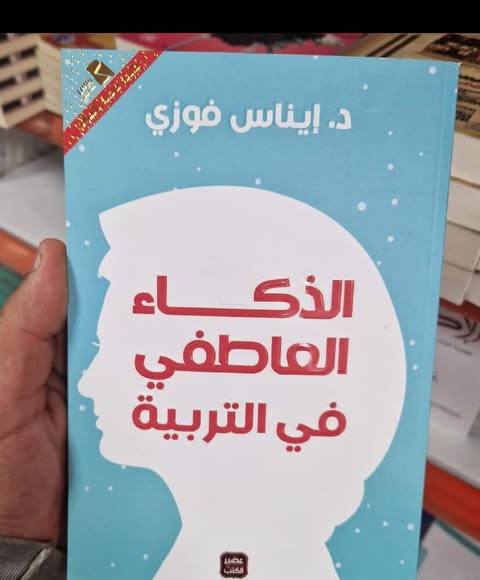 د. إيناس فوزي
الذكاء
العاطفي
في التربية
عصير
الكتب